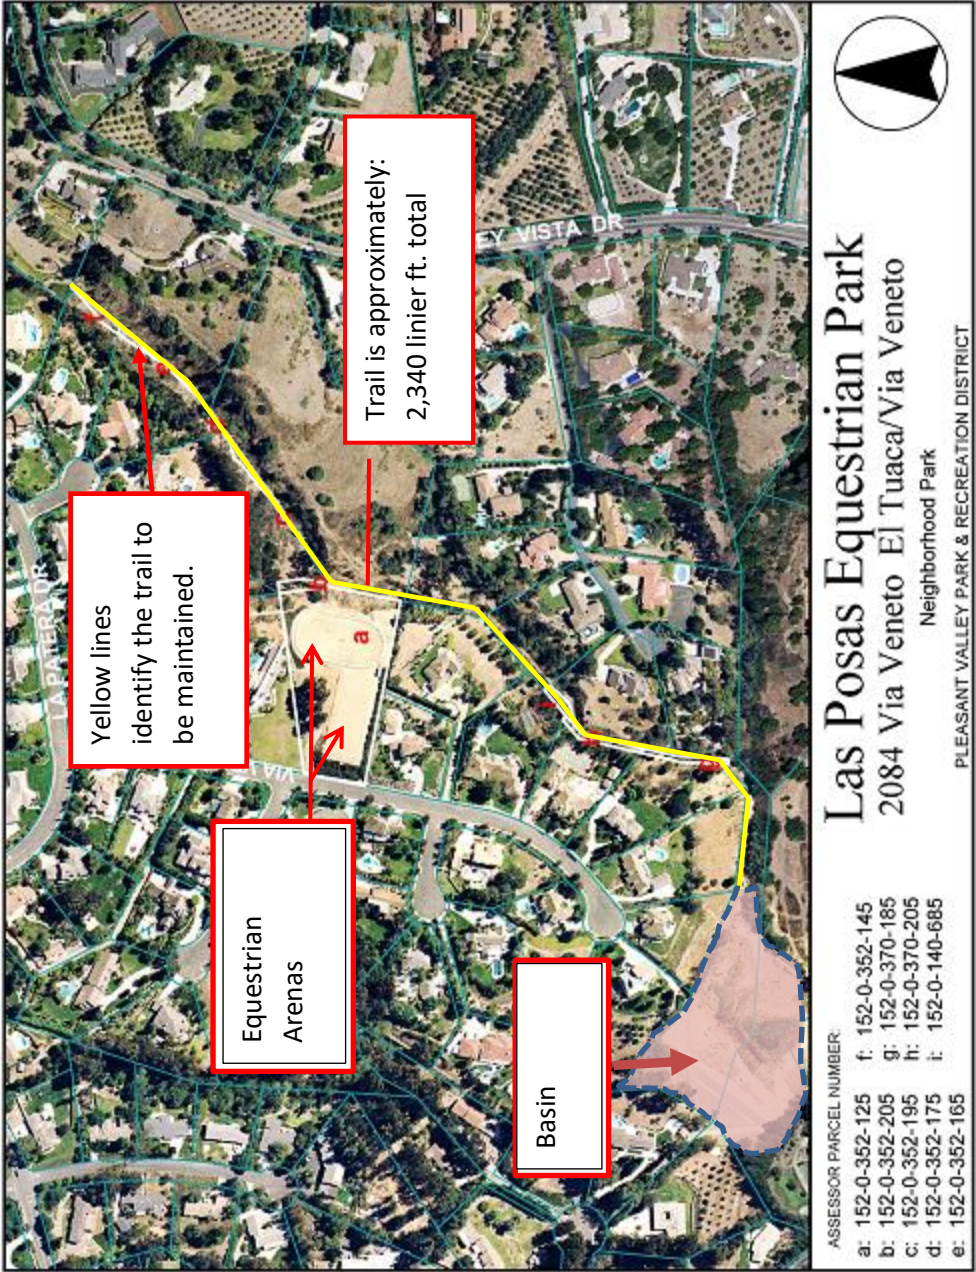 Yellow lines
identify the trail to
be maintained.
Trail is approximately:
2,340 linier ft. total
Equestrian
Arenas
Basin
LA PATERA DR
EY VISTA DR
VIA
a
b
c
d
e
f
g
h
i
Las Posas Equestrian Park
2084 Via Veneto El Tuaca/Via Veneto
Neighborhood Park
PLEASANT VALLEY PARK & RECREATION DISTRICT
ASSESSOR PARCEL NUMBER:
a: 152-0-352-125 f: 152-0-352-145
b: 152-0-352-205 g: 152-0-370-185
c: 152-0-352-195 h: 152-0-370-205
d: 152-0-352-175 i: 152-0-140-685
e: 152-0-352-165